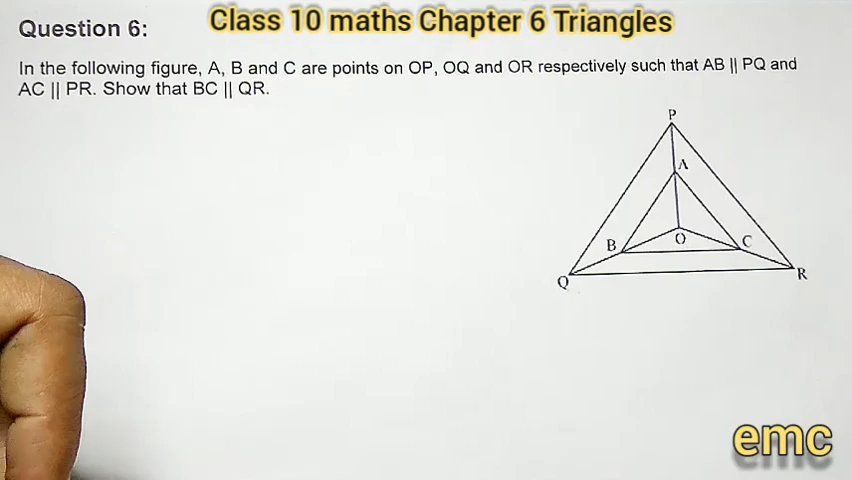 Class 10 maths Chapter 6 Triangles
Question 6:
In the following figure, A, B and C are points on OP, OQ and OR respectively such that AB || PQ and
AC || PR. Show that BC || QR.
P
A
B
O
C
Q
R
emc